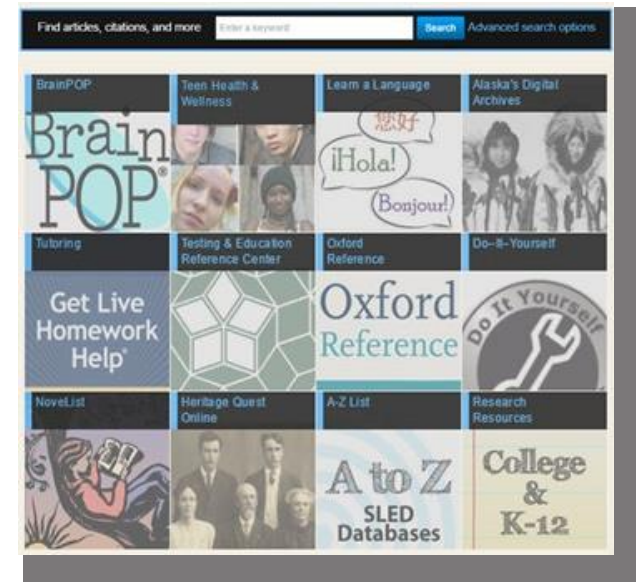 Find articles, citations, and more Enter a keyword Search Advanced search options
BrainPOP
Teen Health &
Wellness
Learn a Language
Alaska's Digital
Archives
Brain
POP®
您好
¡Hola!
Bonjour!
Tutoring
Testing & Education
Reference Center
Oxford
Reference
Do-It-Yourself
Get Live
Homework
Help
Oxford
Reference
Do It Yourself
NoveList
Heritage Quest
Online
A-Z List
Research
Resources
A to Z
SLED
Databases
College
&
K-12